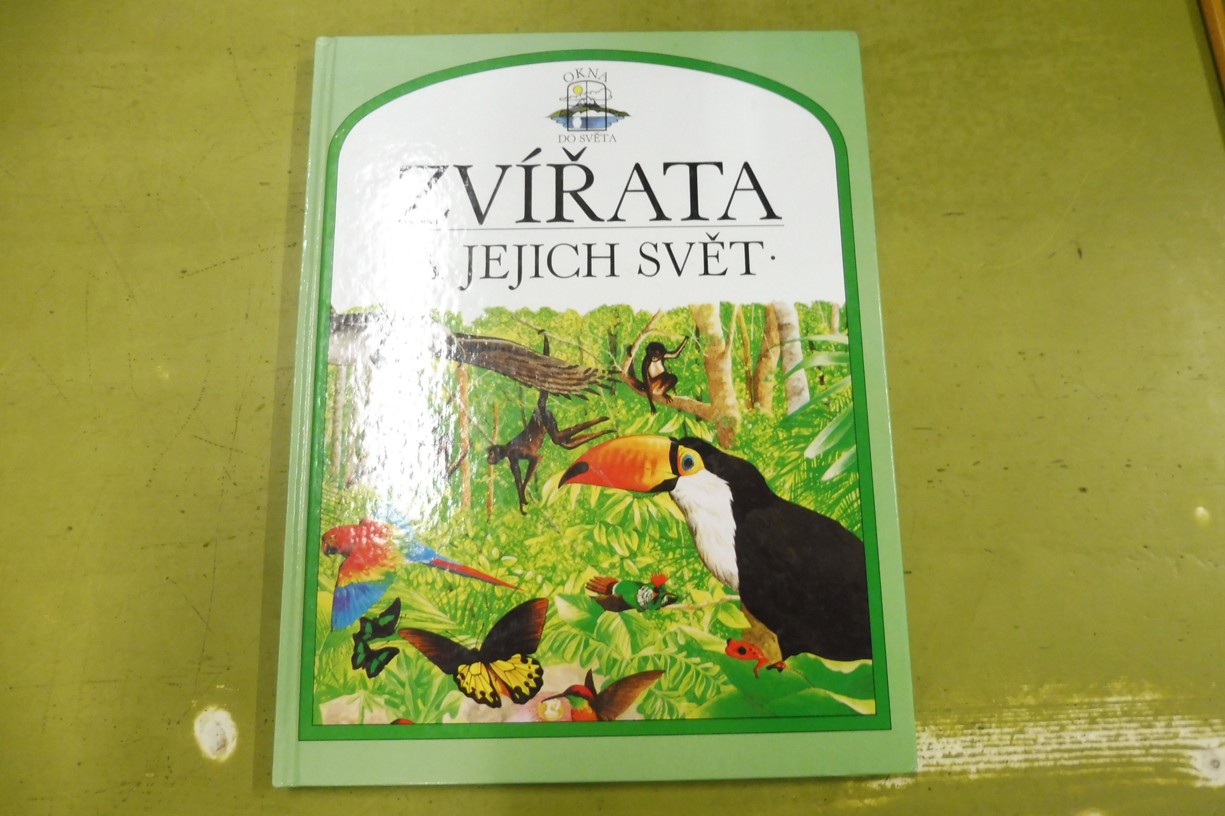 OKNA
DO SVĚTA
ZVÍŘATA
JEJICH SVĚT